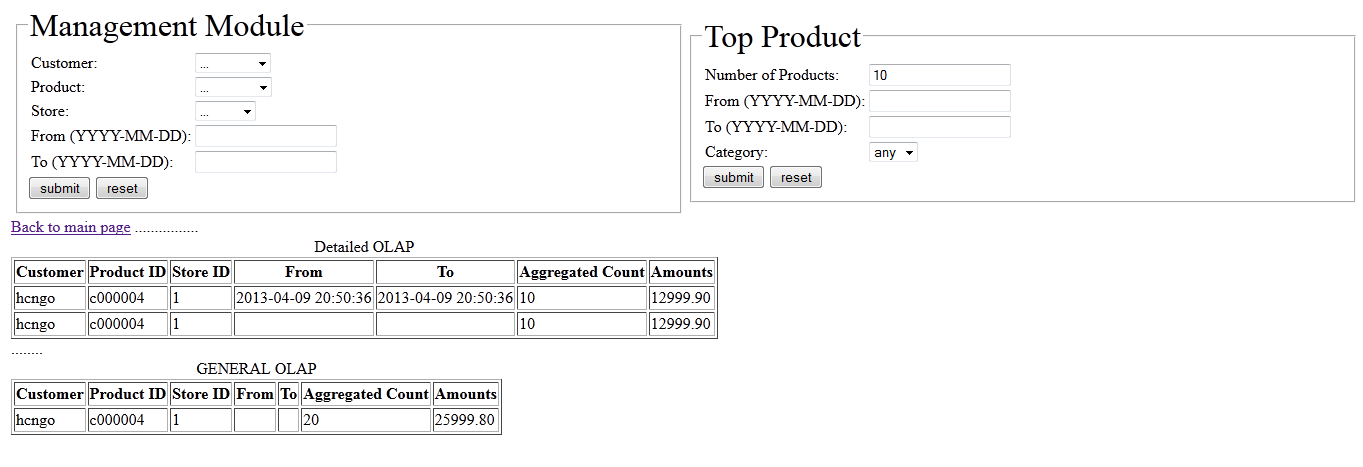 Management Module
Customer: ...
Product: ...
Store: ...
From (YYYY-MM-DD):
To (YYYY-MM-DD):
submit reset
Top Product
Number of Products: 10
From (YYYY-MM-DD):
To (YYYY-MM-DD):
Category: any
submit reset
Back to main page ................
Detailed OLAP
Customer Product ID Store ID From To Aggregated Count Amounts
hcngo c000004 1 2013-04-09 20:50:36 2013-04-09 20:50:36 10 12999.90
hcngo c000004 1 10 12999.90
........
GENERAL OLAP
Customer Product ID Store ID From To Aggregated Count Amounts
hcngo c000004 1 20 25999.80